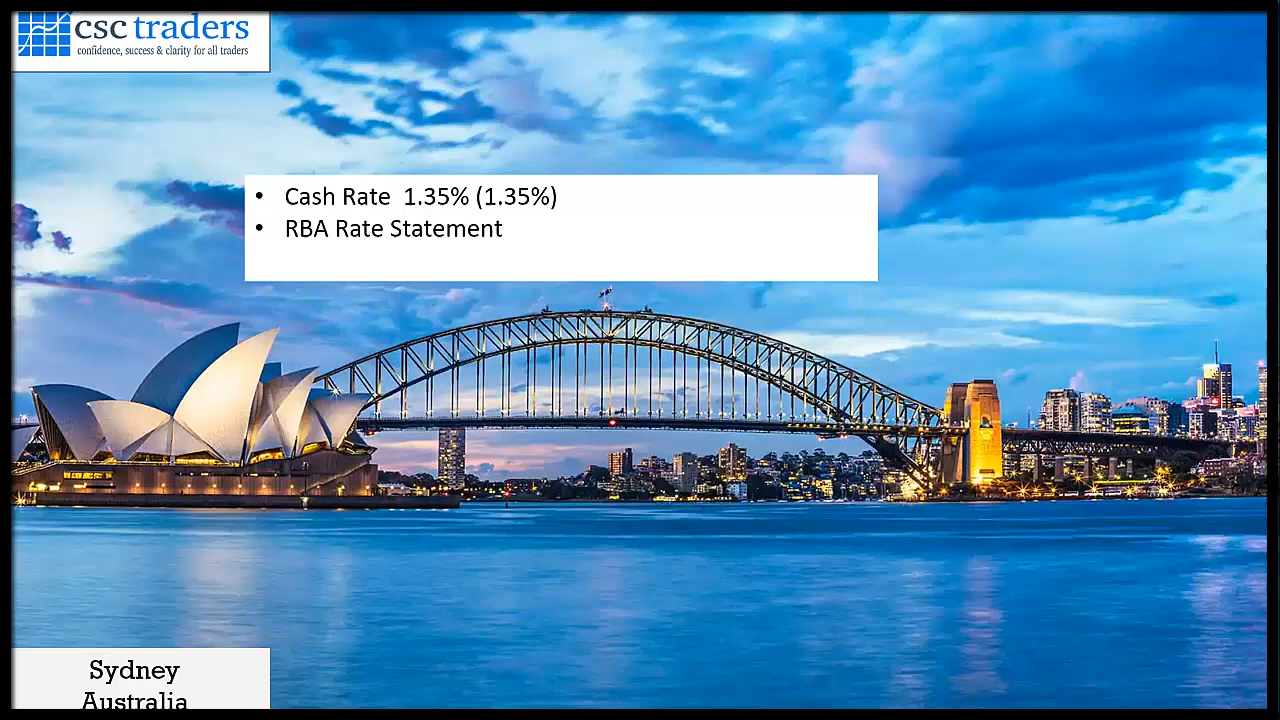 csc traders
confidence, success & clarity for all traders
• Cash Rate 1.35% (1.35%)
• RBA Rate Statement
Sydney
Australia